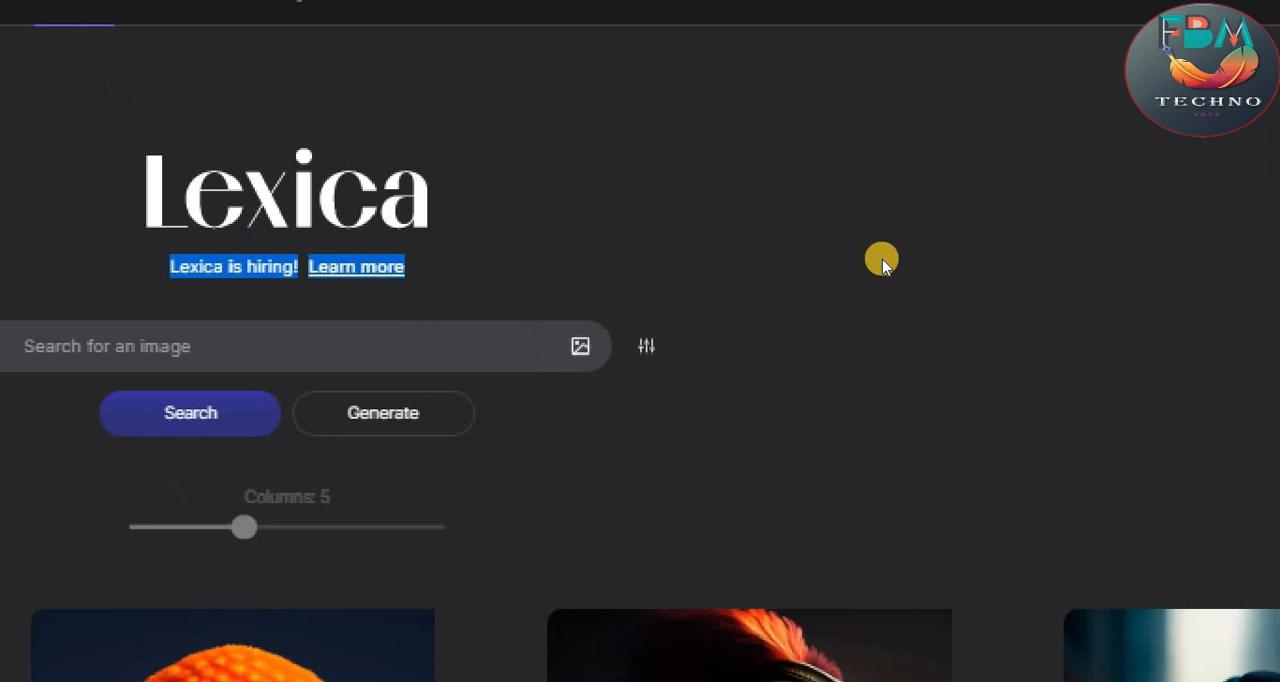 FBM
TECHNO
Lexica
Lexica is hiring! Learn more
Search for an image
Search Generate
Columns: 5